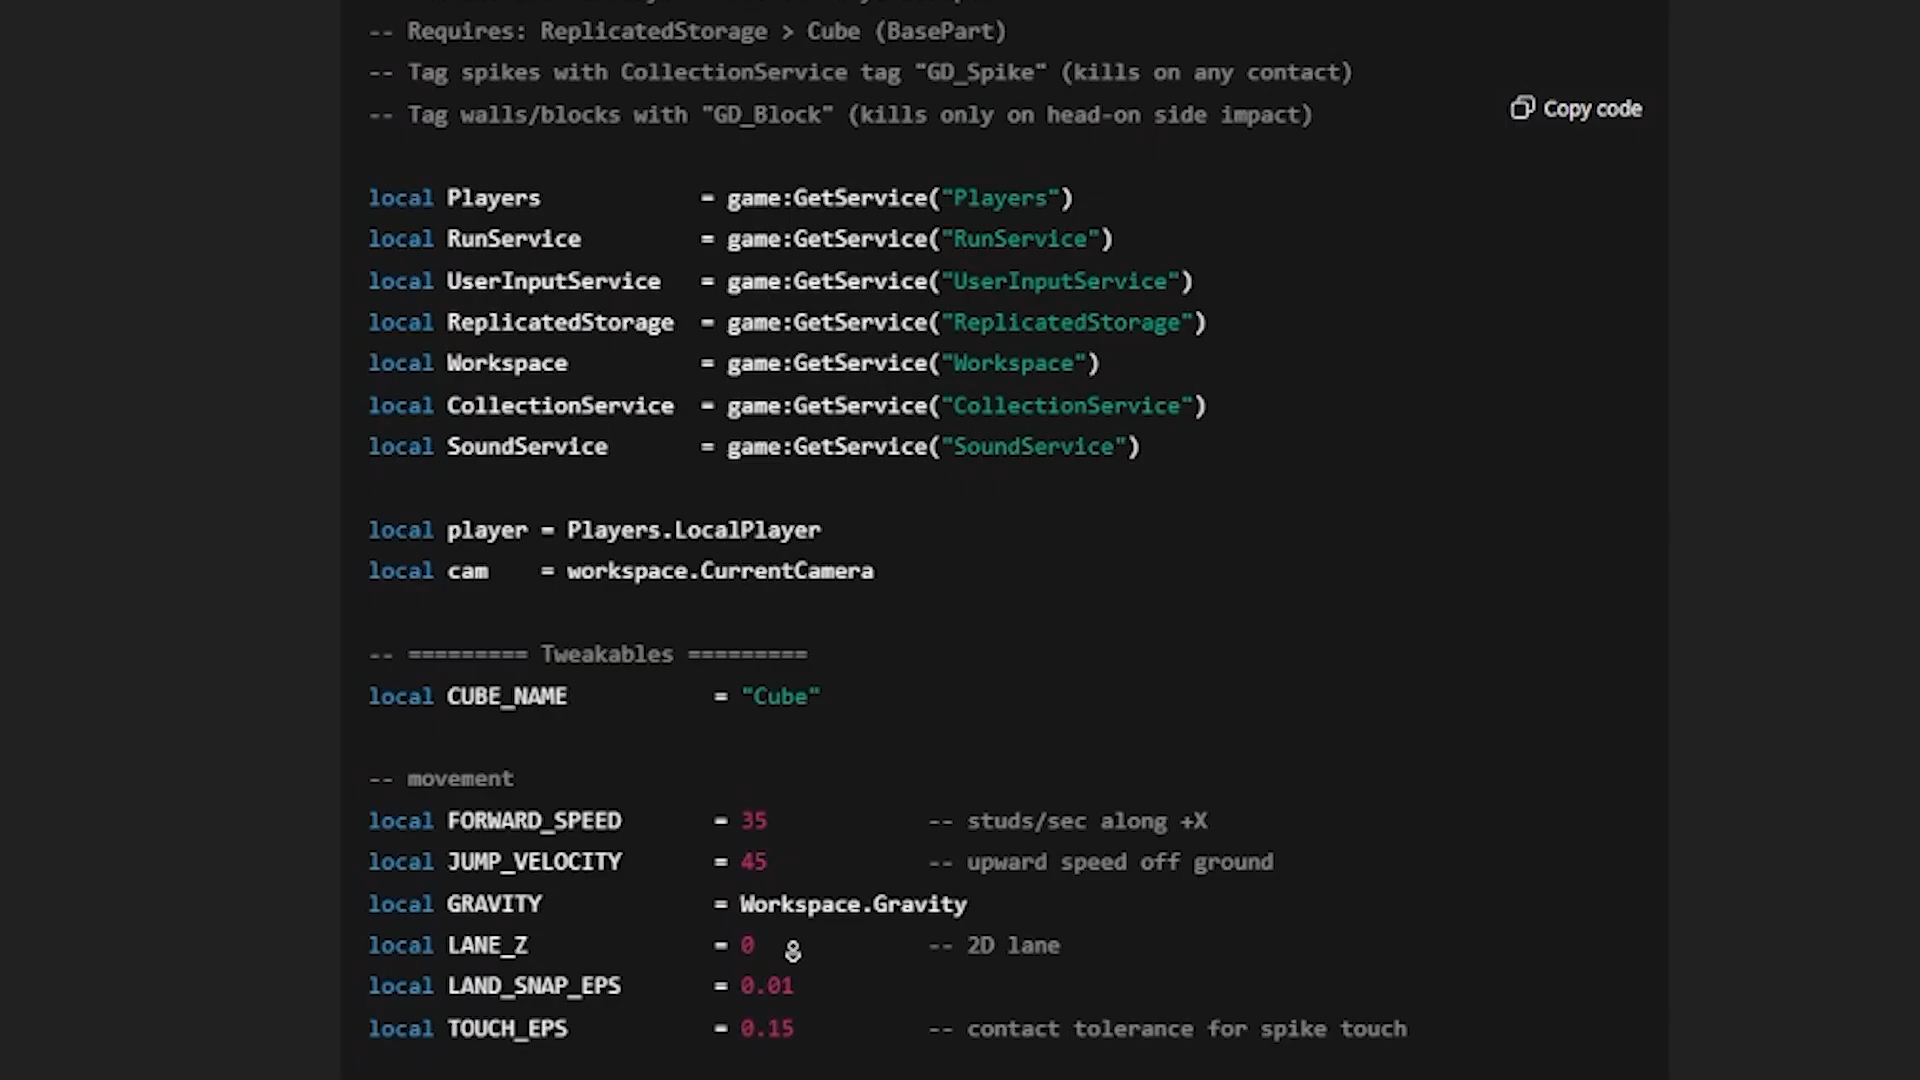 -- Requires: ReplicatedStorage > Cube (BasePart)
-- Tag spikes with CollectionService tag "GD_Spike" (kills on any contact)
-- Tag walls/blocks with "GD_Block" (kills only on head-on side impact)
Copy code
local Players = game:GetService("Players")
local RunService = game:GetService("RunService")
local UserInputService = game:GetService("UserInputService")
local ReplicatedStorage = game:GetService("ReplicatedStorage")
local Workspace = game:GetService("Workspace")
local CollectionService = game:GetService("CollectionService")
local SoundService = game:GetService("SoundService")
local player = Players.LocalPlayer
local cam = workspace.CurrentCamera
-- ========= Tweakables =========
local CUBE_NAME = "Cube"
-- movement
local FORWARD_SPEED = 35 -- studs/sec along +X
local JUMP_VELOCITY = 45 -- upward speed off ground
local GRAVITY = Workspace.Gravity
local LANE_Z = 0 -- 2D lane
local LAND_SNAP_EPS = 0.01
local TOUCH_EPS = 0.15 -- contact tolerance for spike touch